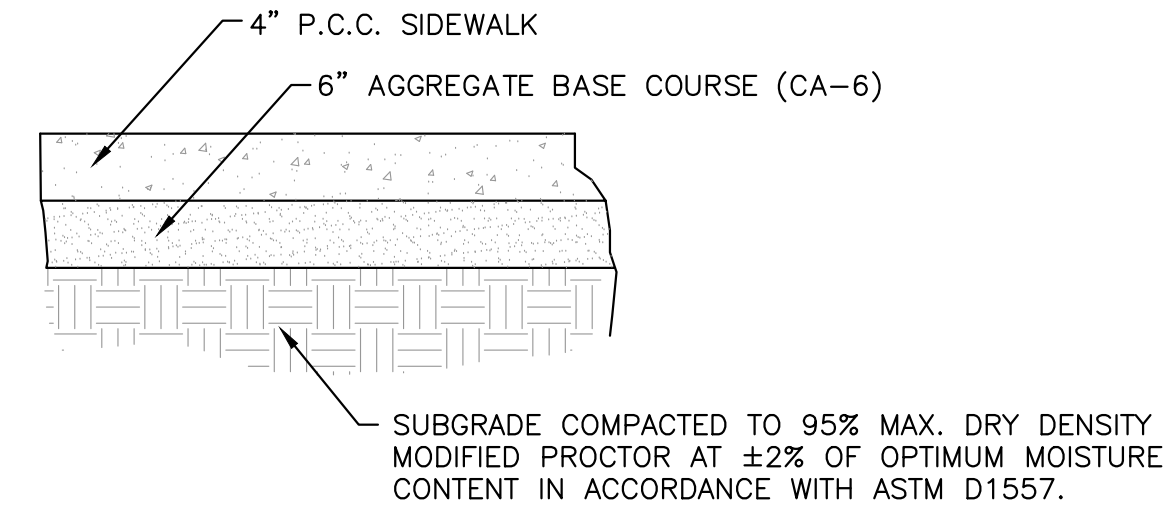 4” P.C.C. SIDEWALK
6” AGGREGATE BASE COURSE (CA-6)
SUBGRADE COMPACTED TO 95% MAX. DRY DENSITY
MODIFIED PROCTOR AT ±2% OF OPTIMUM MOISTURE
CONTENT IN ACCORDANCE WITH ASTM D1557.